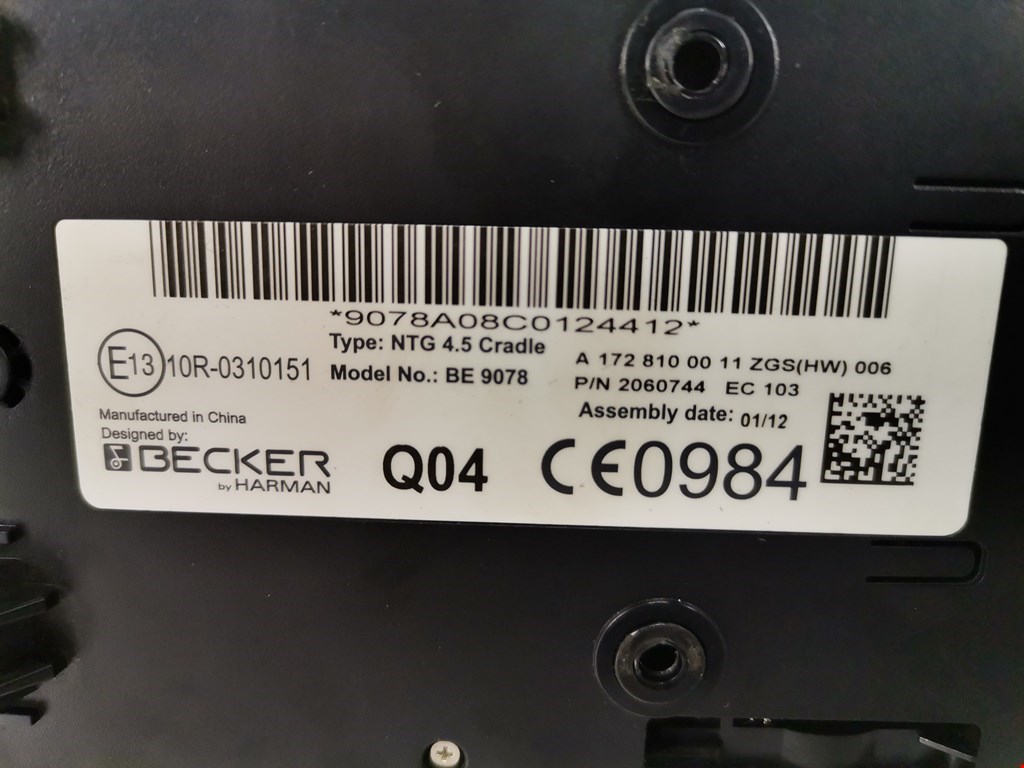 *9078A08C0124412*
Type: NTG 4.5 Cradle
A 172 810 00 11 ZGS(HW) 006
E13 10R-0310151
Model No.: BE 9078
P/N 2060744 EC 103
Manufactured in China
Assembly date: 01/12
Designed by:
BECKER
by HARMAN
Q04
CE0984